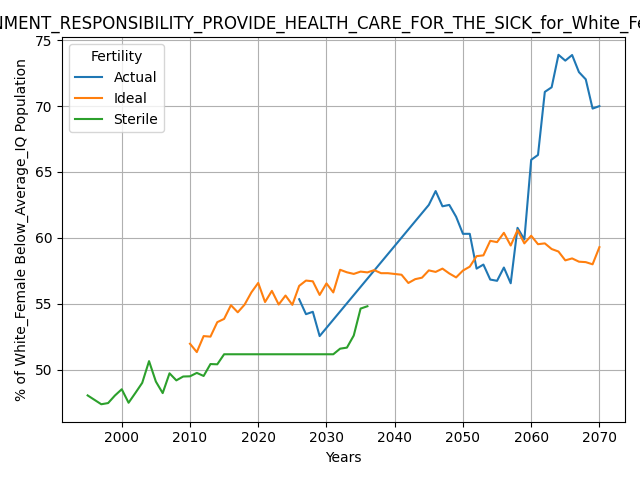 NMENT_RESPONSIBILITY_PROVIDE_HEALTH_CARE_FOR_THE_SICK_for_White_Fe
% of White_Female Below_Average_IQ Population
Fertility
Actual
Ideal
Sterile
75
70
65
60
55
50
2000 2010 2020 2030 2040 2050 2060 2070
Years